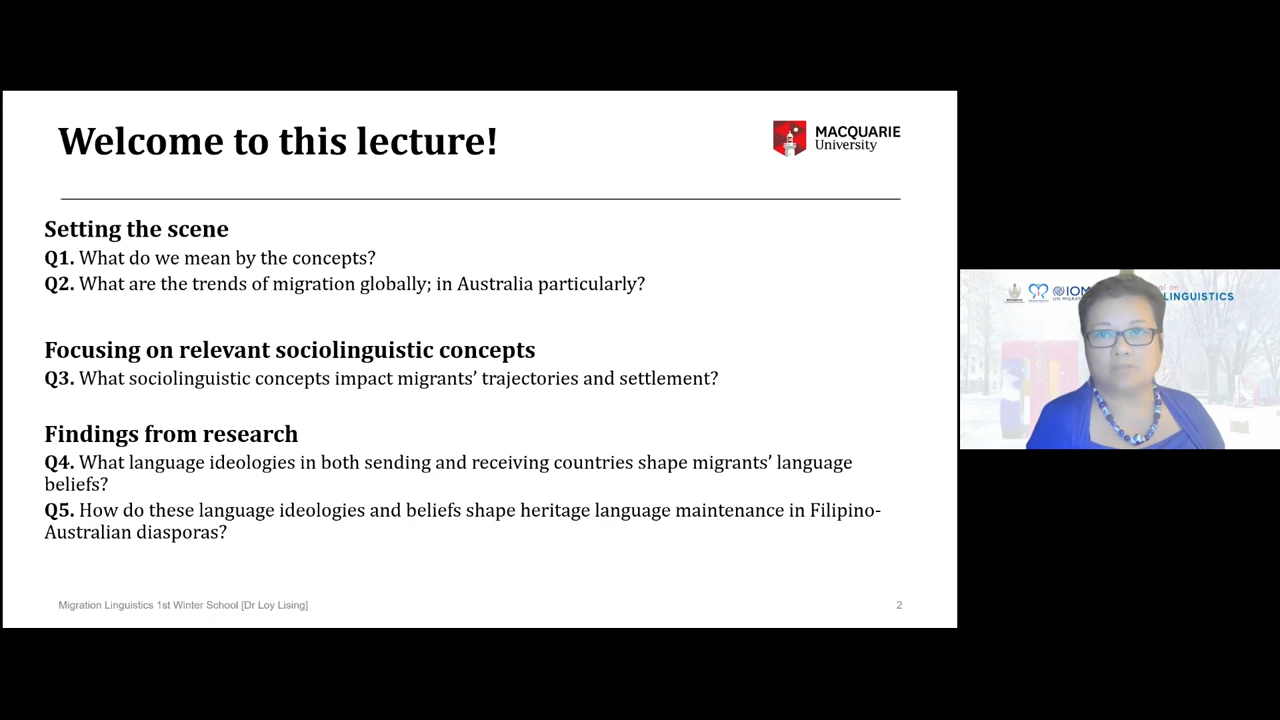 Welcome to this lecture!
MACQUARIE
University
Setting the scene
Q1. What do we mean by the concepts?
Q2. What are the trends of migration globally; in Australia particularly?
Focusing on relevant sociolinguistic concepts
Q3. What sociolinguistic concepts impact migrants’ trajectories and settlement?
Findings from research
Q4. What language ideologies in both sending and receiving countries shape migrants’ language
beliefs?
Q5. How do these language ideologies and beliefs shape heritage language maintenance in Filipino-
Australian diasporas?
Migration Linguistics 1st Winter School [Dr Loy Lising]
2
IOM
on
LINGUISTICS